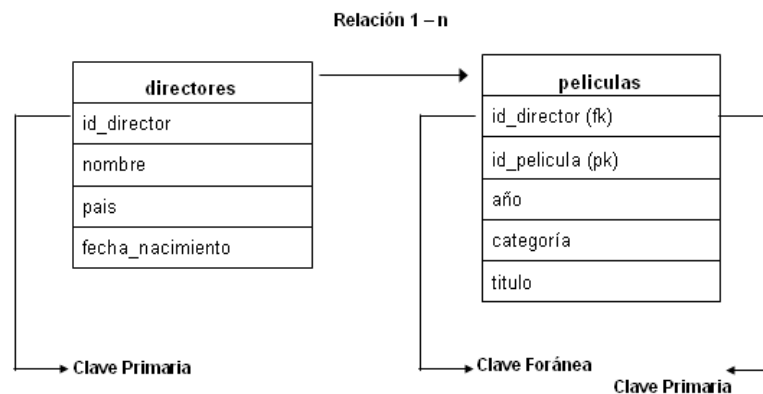 Relación 1 – n
directores
id_director
nombre
pais
fecha_nacimiento
peliculas
id_director (fk)
id_pelicula (pk)
año
categoría
titulo
Clave Primaria
Clave Foránea
Clave Primaria